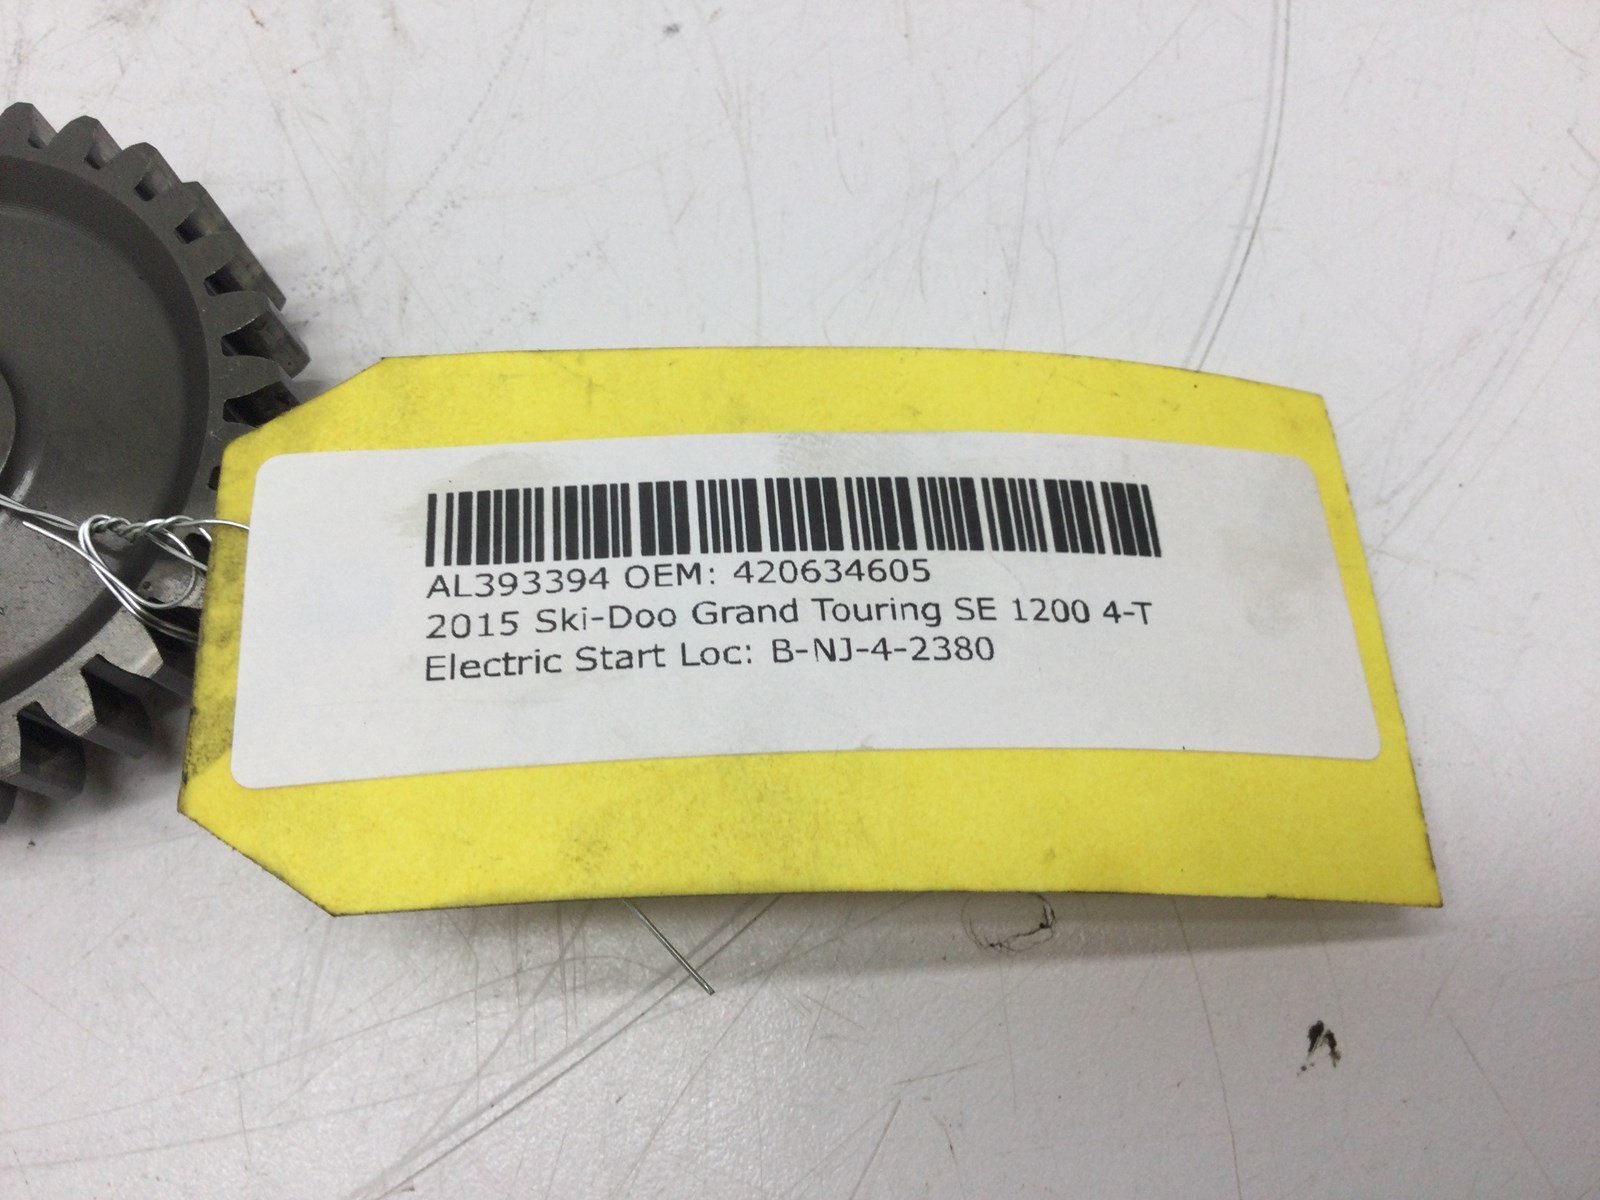 AL393394 OEM: 420634605
2015 Ski-Doo Grand Touring SE 1200 4-T
Electric Start Loc: B-NJ-4-2380